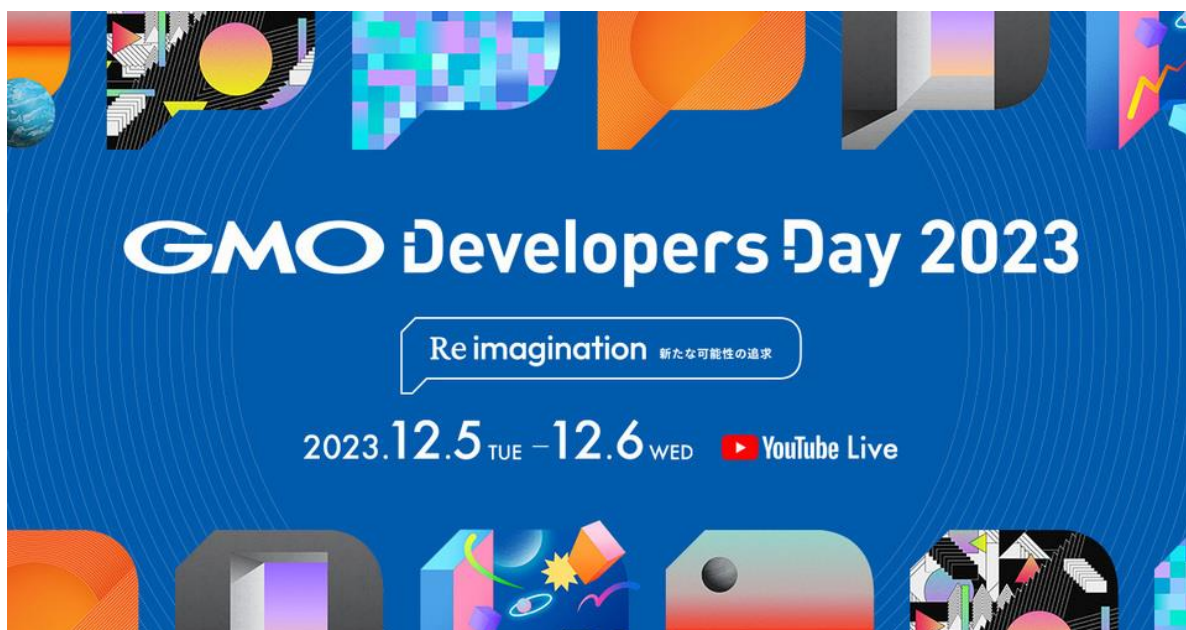 GMO Developers Day 2023
Re imagination 新たな可能性の追求
2023.12.5 TUE – 12.6 WED YouTube Live